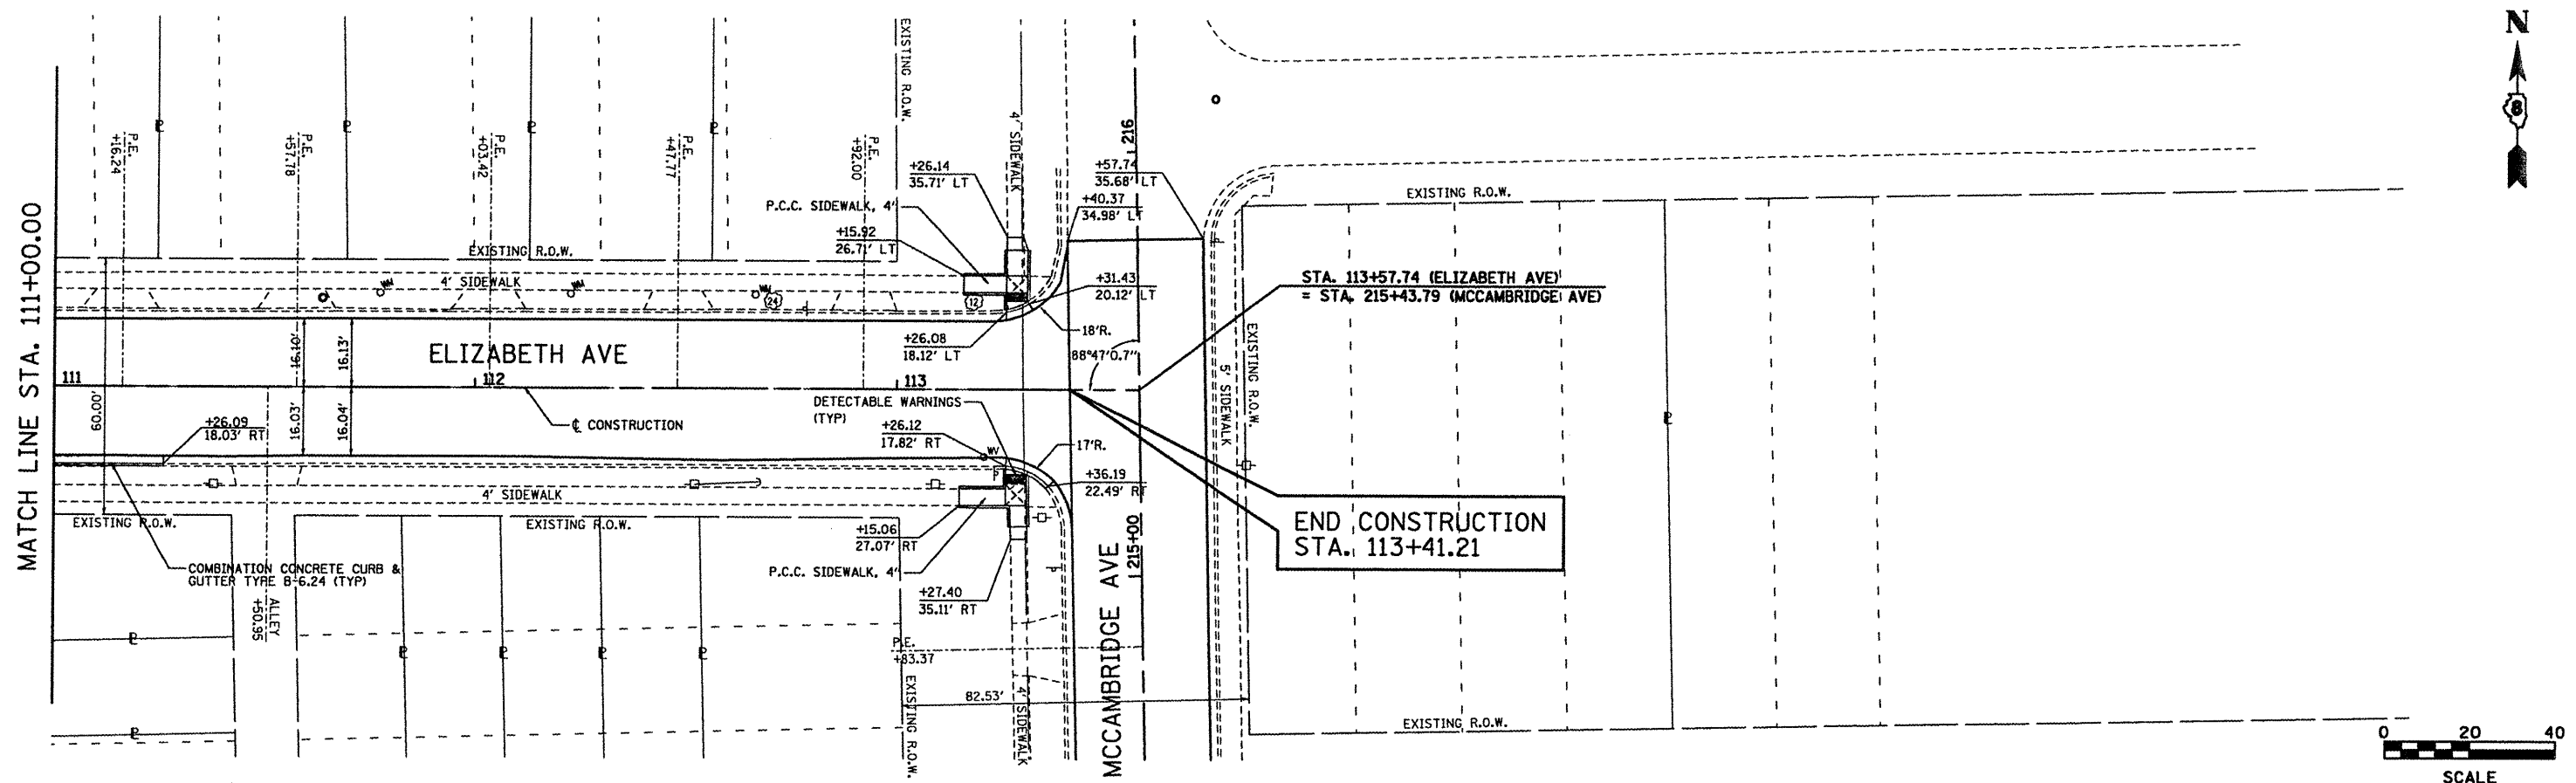 N
8
MATCH LINE STA. 111+00.00
P.E.
+16.24
P.E.
+57.78
P.E.
+03.42
P.E.
+47.77
P.E.
+92.00
EXISTING R.O.W.
4' SIDEWALK
216
+26.14
35.71' LT
P.C.C. SIDEWALK, 4'
+15.92
26.71' LT
+57.74
35.68' LT
+40.37
34.98' LT
EXISTING R.O.W.
EXISTING R.O.W.
4' SIDEWALK
WM
WM
WM
24
12
+31.43
20.12' LT
18'R.
+26.08
18.12' LT
88°47'0.7"
STA. 113+57.74 (ELIZABETH AVE)
= STA. 215+43.79 (MCCAMBRIDGE AVE)
16.10'
16.13'
ELIZABETH AVE
111
112
113
60.00'
16.03'
16.04'
℄ CONSTRUCTION
DETECTABLE WARNINGS
(TYP)
+26.09
18.03' RT
+26.12
17.82' RT
WV
17'R.
+36.19
22.49' RT
EXISTING R.O.W.
5' SIDEWALK
4' SIDEWALK
EXISTING R.O.W.
EXISTING R.O.W.
+15.06
27.07' RT
P.C.C. SIDEWALK, 4'
+27.40
35.11' RT
COMBINATION CONCRETE CURB &
GUTTER TYPE B-6.24 (TYP)
ALLEY
+50.95
215+00
MCCAMBRIDGE AVE
END CONSTRUCTION
STA. 113+41.21
P.E.
+83.37
82.53'
EXISTING R.O.W.
4' SIDEWALK
EXISTING R.O.W.
0 20 40
SCALE